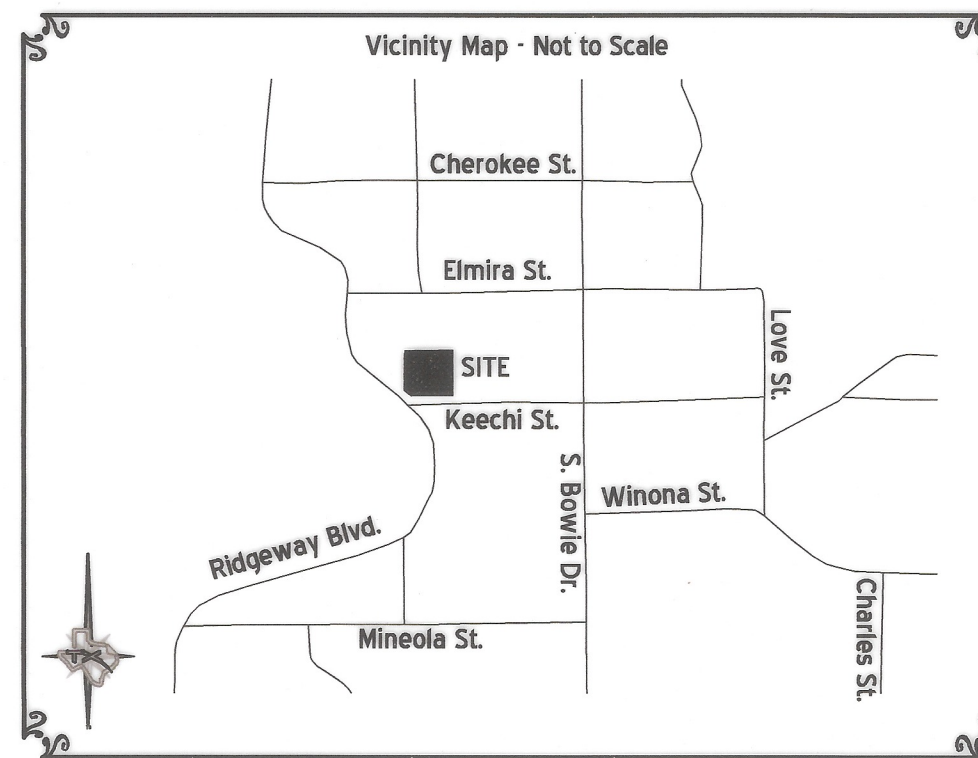 Vicinity Map - Not to Scale
Cherokee St.
Elmira St.
Love St.
SITE
Keechi St.
S. Bowie Dr.
Winona St.
Ridgeway Blvd.
Charles St.
Mineola St.
TX